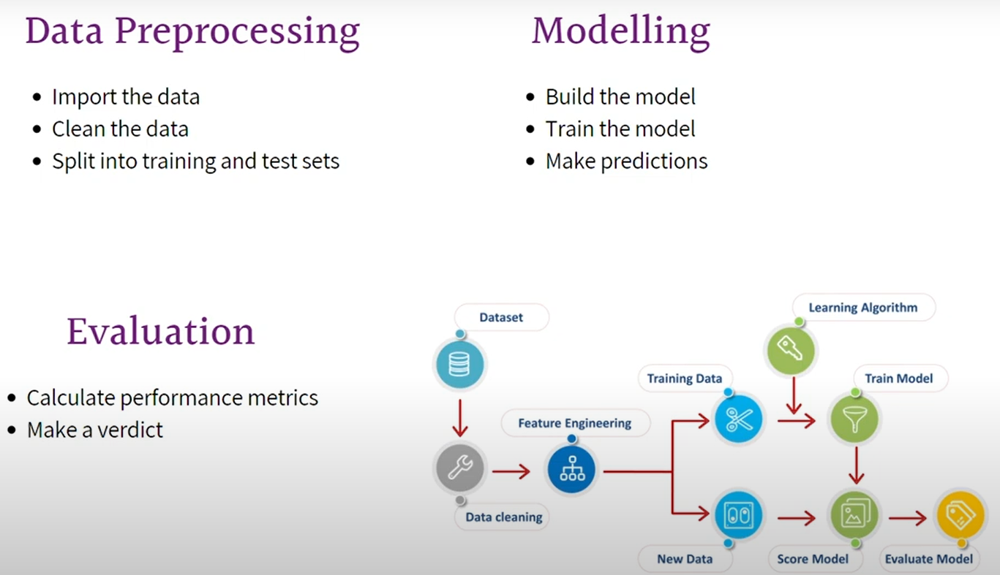 Data Preprocessing
• Import the data
• Clean the data
• Split into training and test sets
Modelling
• Build the model
• Train the model
• Make predictions
Evaluation
• Calculate performance metrics
• Make a verdict
Dataset
Data cleaning
Feature Engineering
Training Data
New Data
Learning Algorithm
Train Model
Score Model
Evaluate Model